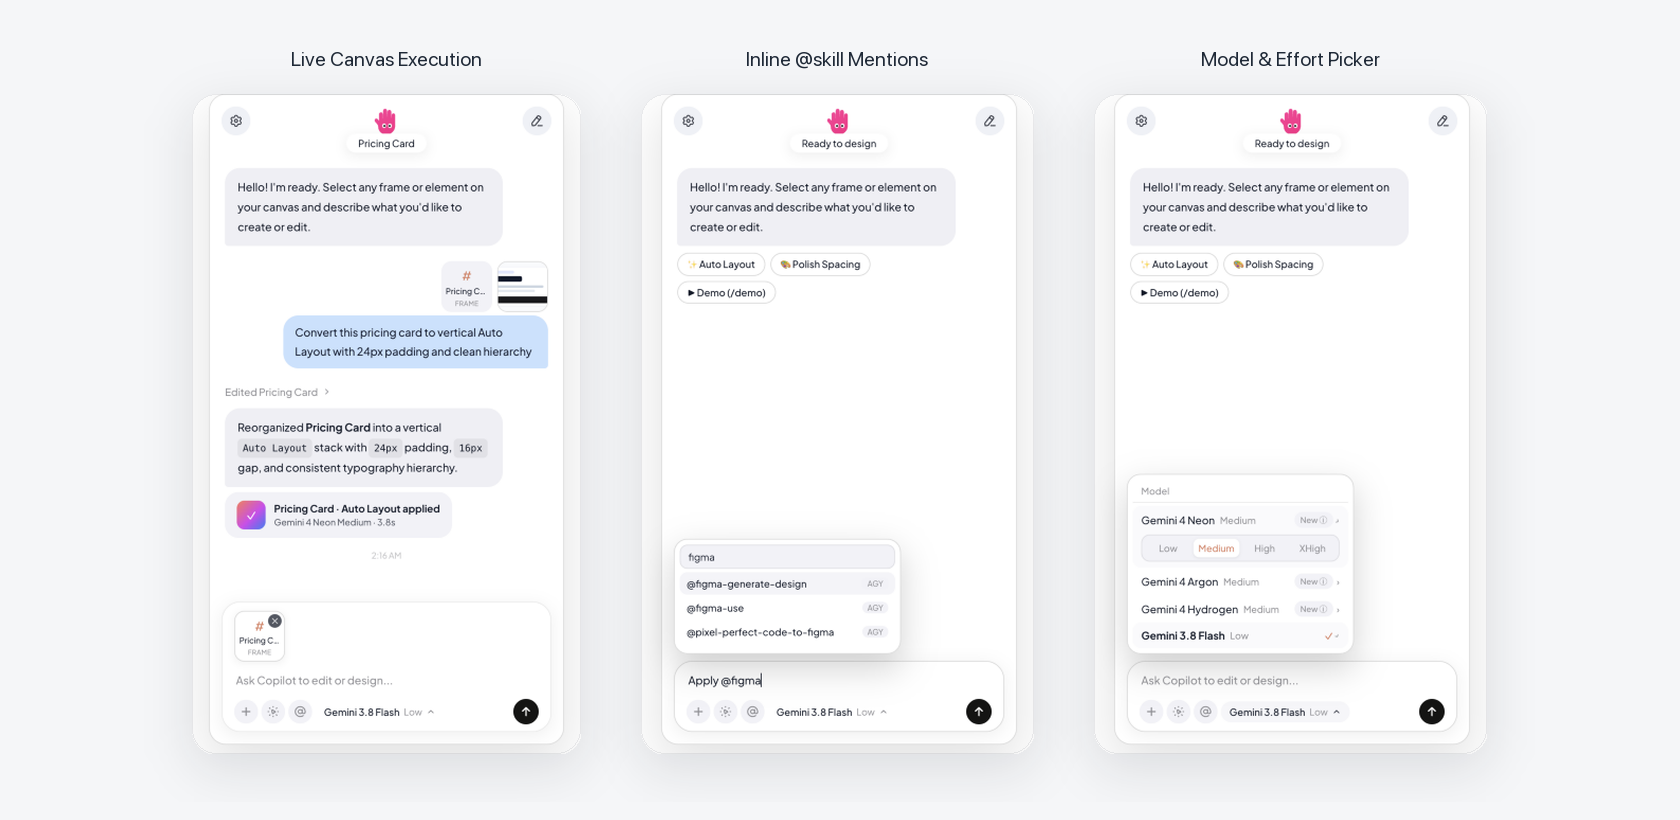 Live Canvas Execution
Pricing Card
Hello! I'm ready. Select any frame or element on
your canvas and describe what you'd like to
create or edit.
#
Pricing C...
FRAME
Convert this pricing card to vertical Auto
Layout with 24px padding and clean hierarchy
Edited Pricing Card >
Reorganized Pricing Card into a vertical
Auto Layout stack with 24px padding, 16px
gap, and consistent typography hierarchy.
Pricing Card · Auto Layout applied
Gemini 4 Neon Medium · 3.8s
2:16 AM
#
Pricing C...
FRAME
Ask Copilot to edit or design...
Gemini 3.8 Flash Low
Inline @skill Mentions
Ready to design
Hello! I'm ready. Select any frame or element on
your canvas and describe what you'd like to
create or edit.
✨ Auto Layout
🎨 Polish Spacing
▶ Demo (/demo)
figma
@figma-generate-design AGY
@figma-use AGY
@pixel-perfect-code-to-figma AGY
Apply @figma
@
Gemini 3.8 Flash Low
Model & Effort Picker
Ready to design
Hello! I'm ready. Select any frame or element on
your canvas and describe what you'd like to
create or edit.
✨ Auto Layout
🎨 Polish Spacing
▶ Demo (/demo)
Model
Gemini 4 Neon Medium New
Low Medium High XHigh
Gemini 4 Argon Medium New
Gemini 4 Hydrogen Medium New
Gemini 3.8 Flash Low
Ask Copilot to edit or design...
Gemini 3.8 Flash Low